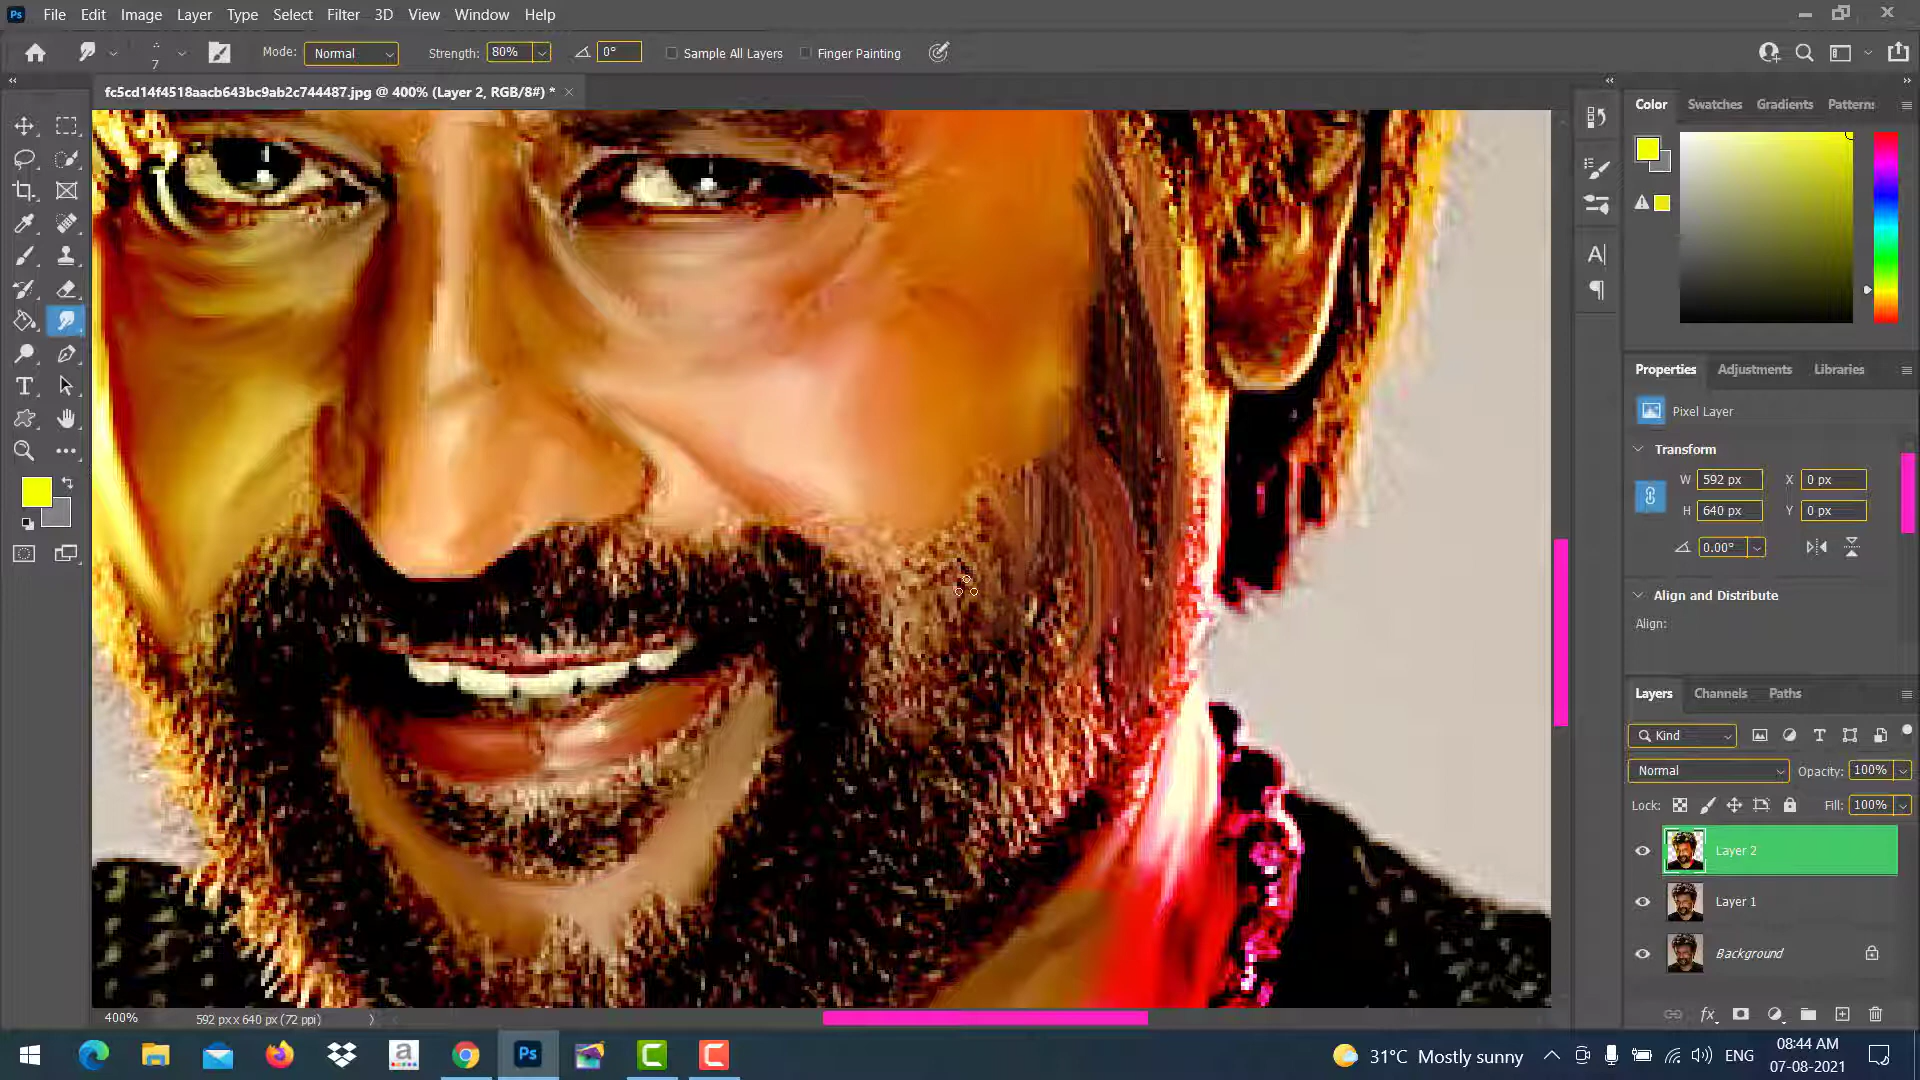 Ps File Edit Image Layer Type Select Filter 3D View Window Help
7 Mode: Normal Strength: 80% 0° Sample All Layers Finger Painting
fc5cd14f4518aacb643bc9ab2c744487.jpg @ 400% (Layer 2, RGB/8#) *
Color Swatches Gradients Patterns
Properties Adjustments Libraries
Pixel Layer
Transform
W 592 px X 0 px
H 640 px Y 0 px
0.00°
Align and Distribute
Align:
Layers Channels Paths
Kind
Normal Opacity: 100%
Lock: Fill: 100%
Layer 2
Layer 1
Background
fx
400% 592 px x 640 px (72 ppi)
Ps 31°C Mostly sunny ENG 08:44 AM
07-08-2021